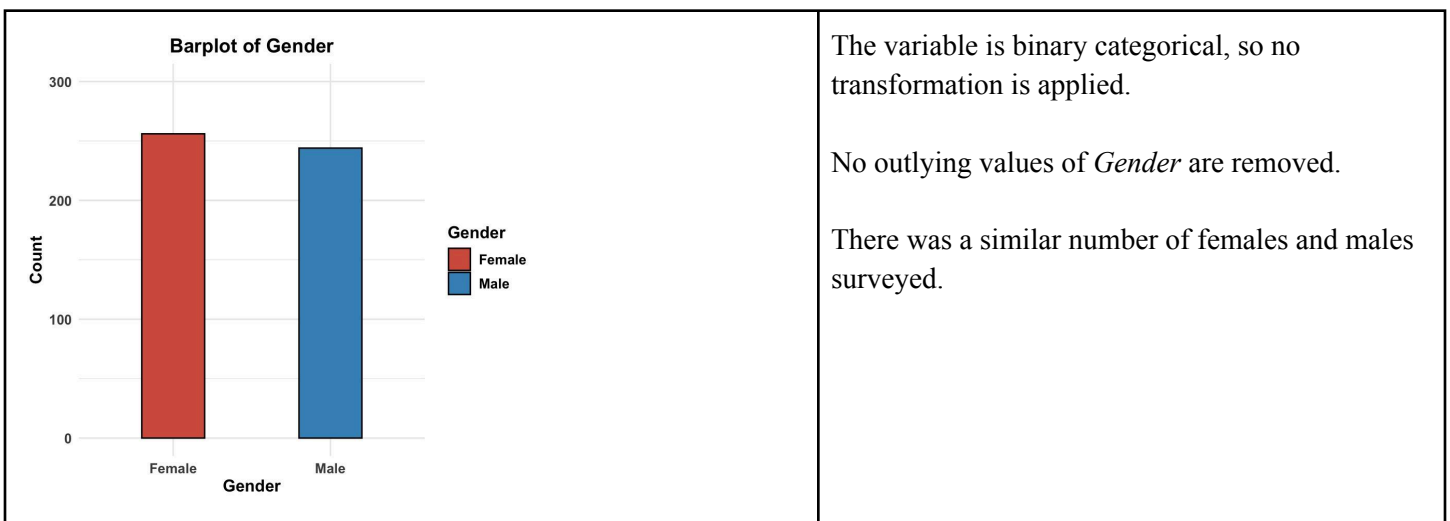 Barplot of Gender
300
200
100
0
Count
Female
Male
Gender
Gender
Female
Male
The variable is binary categorical, so no
transformation is applied.
No outlying values of Gender are removed.
There was a similar number of females and males
surveyed.